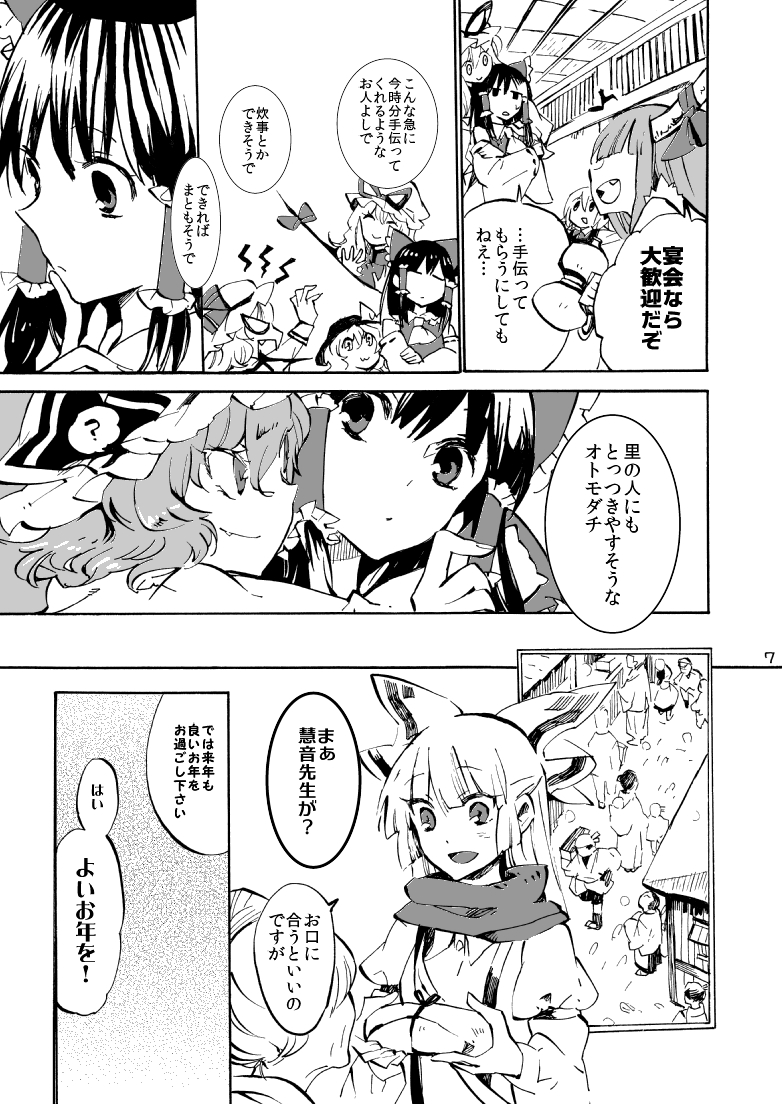 宴会なら
大歓迎だぞ
…手伝って
もらうにしても
ねえ…
こんな急に
今時分手伝って
くれるような
お人よしで
炊事とか
できそうで
できれば
まともそうで
里の人にも
とっつきやすそうな
オトモダチ
?
7
まあ
慧音先生が?
お口に
合うといいの
ですが
では来年も
良いお年を
お過ごし下さい
はい
よいお年を!